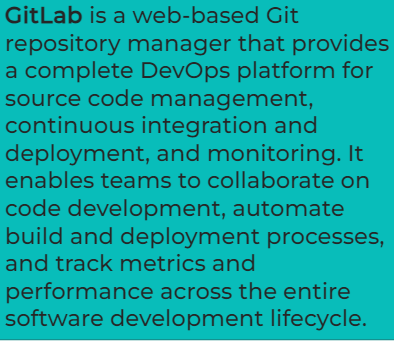 GitLab is a web-based Git
repository manager that provides
a complete DevOps platform for
source code management,
continuous integration and
deployment, and monitoring. It
enables teams to collaborate on
code development, automate
build and deployment processes,
and track metrics and
performance across the entire
software development lifecycle.